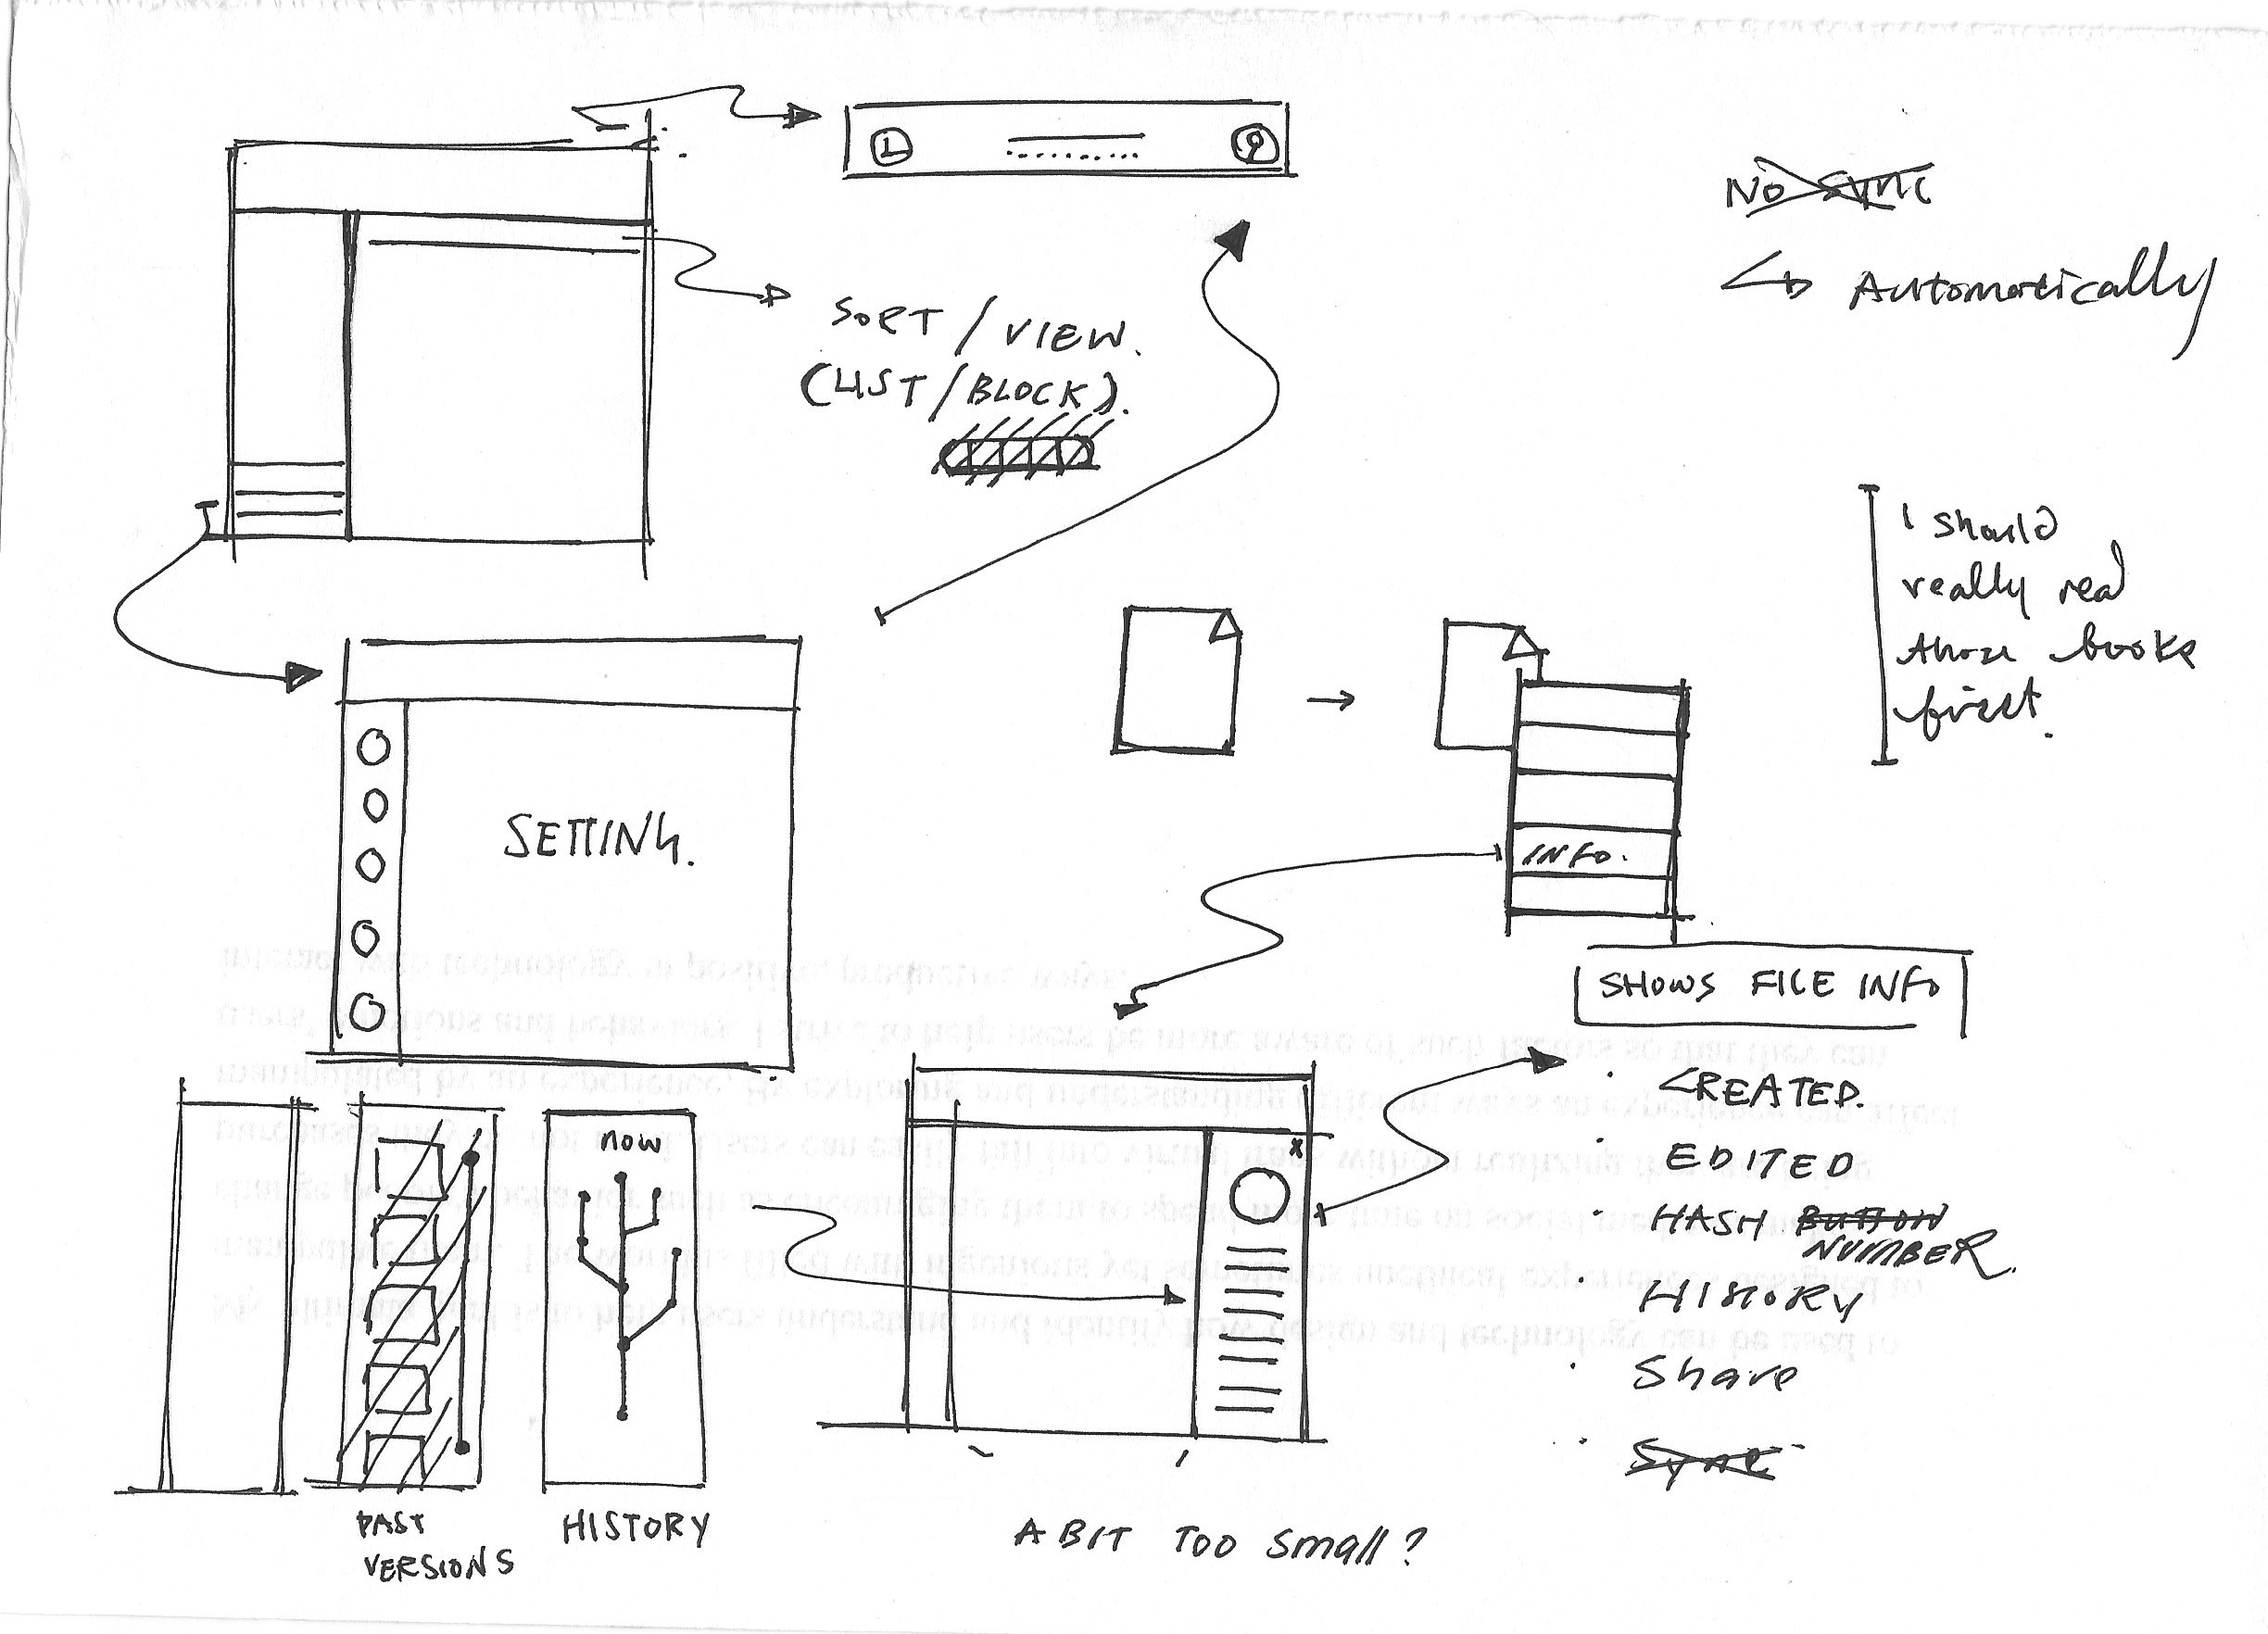 No Sync
Automatically
SORT / VIEW.
(LIST / BLOCK).
I should
really read
those books
first.
SETTING.
INFO.
SHOWS FILE INFO
· CREATED.
· EDITED
· HASH BUTTON
NUMBER.
· HISTORY
· Share
· Sync
now
PAST
VERSIONS
HISTORY
A BIT TOO Small?